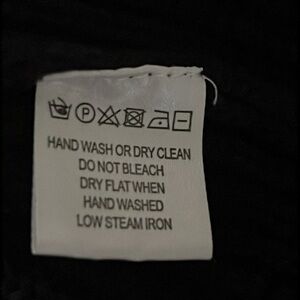 P
HAND WASH OR DRY CLEAN
DO NOT BLEACH
DRY FLAT WHEN
HAND WASHED
LOW STEAM IRON